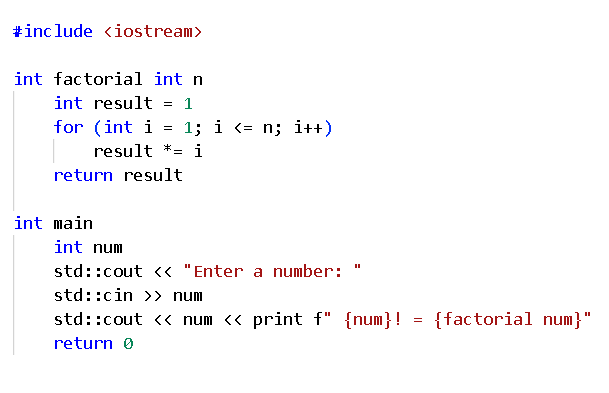 #include <iostream>
int factorial int n
int result = 1
for (int i = 1; i <= n; i++)
result *= i
return result
int main
int num
std::cout << "Enter a number: "
std::cin >> num
std::cout << num << print f" {num}! = {factorial num}"
return 0